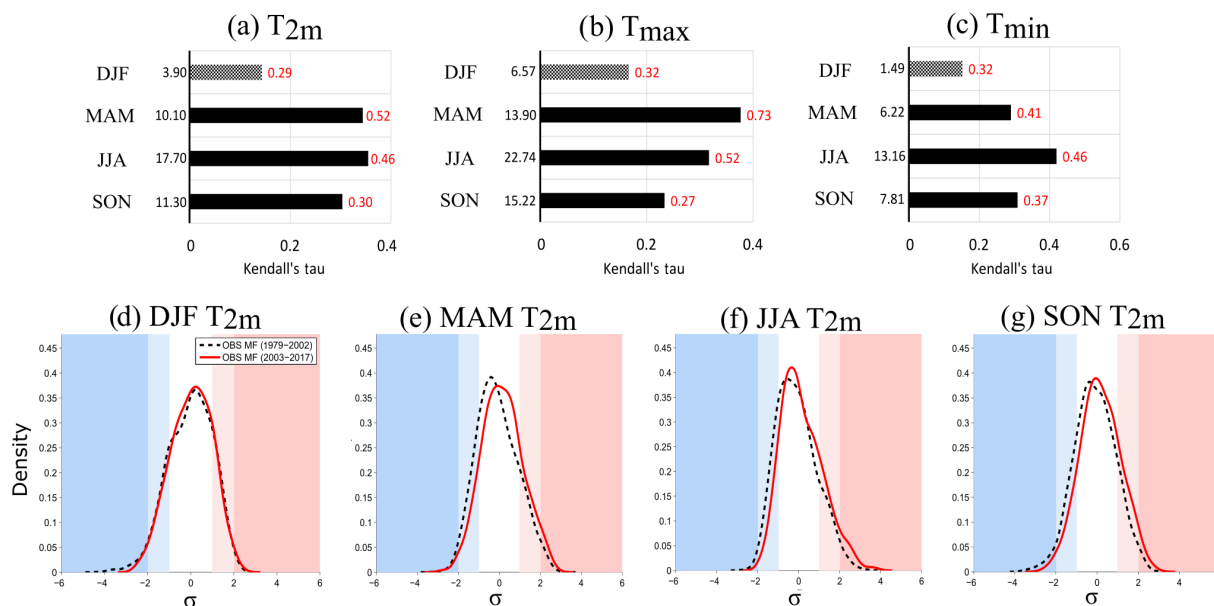 (a) T2m
(b) Tmax
(c) Tmin
DJF 3.90 0.29
MAM 10.10 0.52
JJA 17.70 0.46
SON 11.30 0.30
0 0.2 0.4
Kendall's tau
DJF 6.57 0.32
MAM 13.90 0.73
JJA 22.74 0.52
SON 15.22 0.27
0 0.2 0.4
Kendall's tau
DJF 1.49 0.32
MAM 6.22 0.41
JJA 13.16 0.46
SON 7.81 0.37
0 0.2 0.4 0.6
Kendall's tau
(d) DJF T2m
OBS MF (1979−2002)
OBS MF (2003−2017)
Density
0.45
0.4
0.35
0.3
0.25
0.2
0.15
0.1
0.05
0
−6 −4 −2 0 2 4 6
σ
(e) MAM T2m
0.45
0.4
0.35
0.3
0.25
0.2
0.15
0.1
0.05
0
−6 −4 −2 0 2 4 6
σ
(f) JJA T2m
0.45
0.4
0.35
0.3
0.25
0.2
0.15
0.1
0.05
0
−6 −4 −2 0 2 4 6
σ
(g) SON T2m
0.45
0.4
0.35
0.3
0.25
0.2
0.15
0.1
0.05
0
−6 −4 −2 0 2 4 6
σ